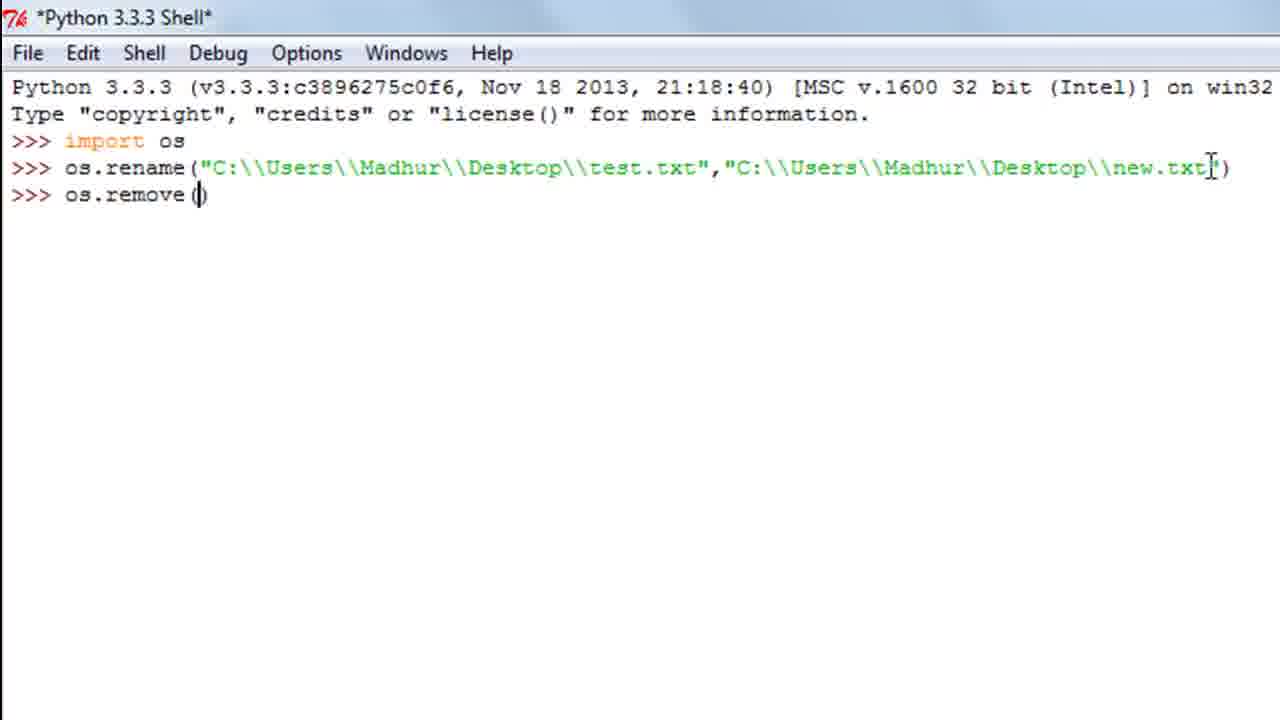 *Python 3.3.3 Shell*
File Edit Shell Debug Options Windows Help
Python 3.3.3 (v3.3.3:c3896275c0f6, Nov 18 2013, 21:18:40) [MSC v.1600 32 bit (Intel)] on win32
Type "copyright", "credits" or "license()" for more information.
>>> import os
>>> os.rename("C:\\Users\\Madhur\\Desktop\\test.txt","C:\\Users\\Madhur\\Desktop\\new.txt")
>>> os.remove()